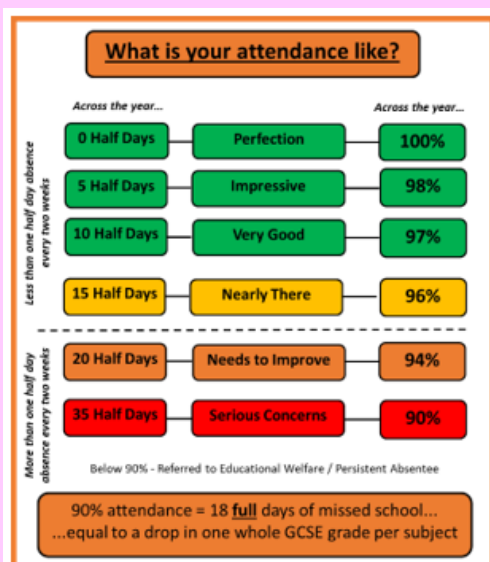 What is your attendance like?
Across the year...
Across the year...
Less than one half day absence
every two weeks
0 Half Days
Perfection
100%
5 Half Days
Impressive
98%
10 Half Days
Very Good
97%
15 Half Days
Nearly There
96%
More than one half day
absence every two weeks
20 Half Days
Needs to Improve
94%
35 Half Days
Serious Concerns
90%
Below 90% - Referred to Educational Welfare / Persistent Absentee
90% attendance = 18 full days of missed school...
...equal to a drop in one whole GCSE grade per subject